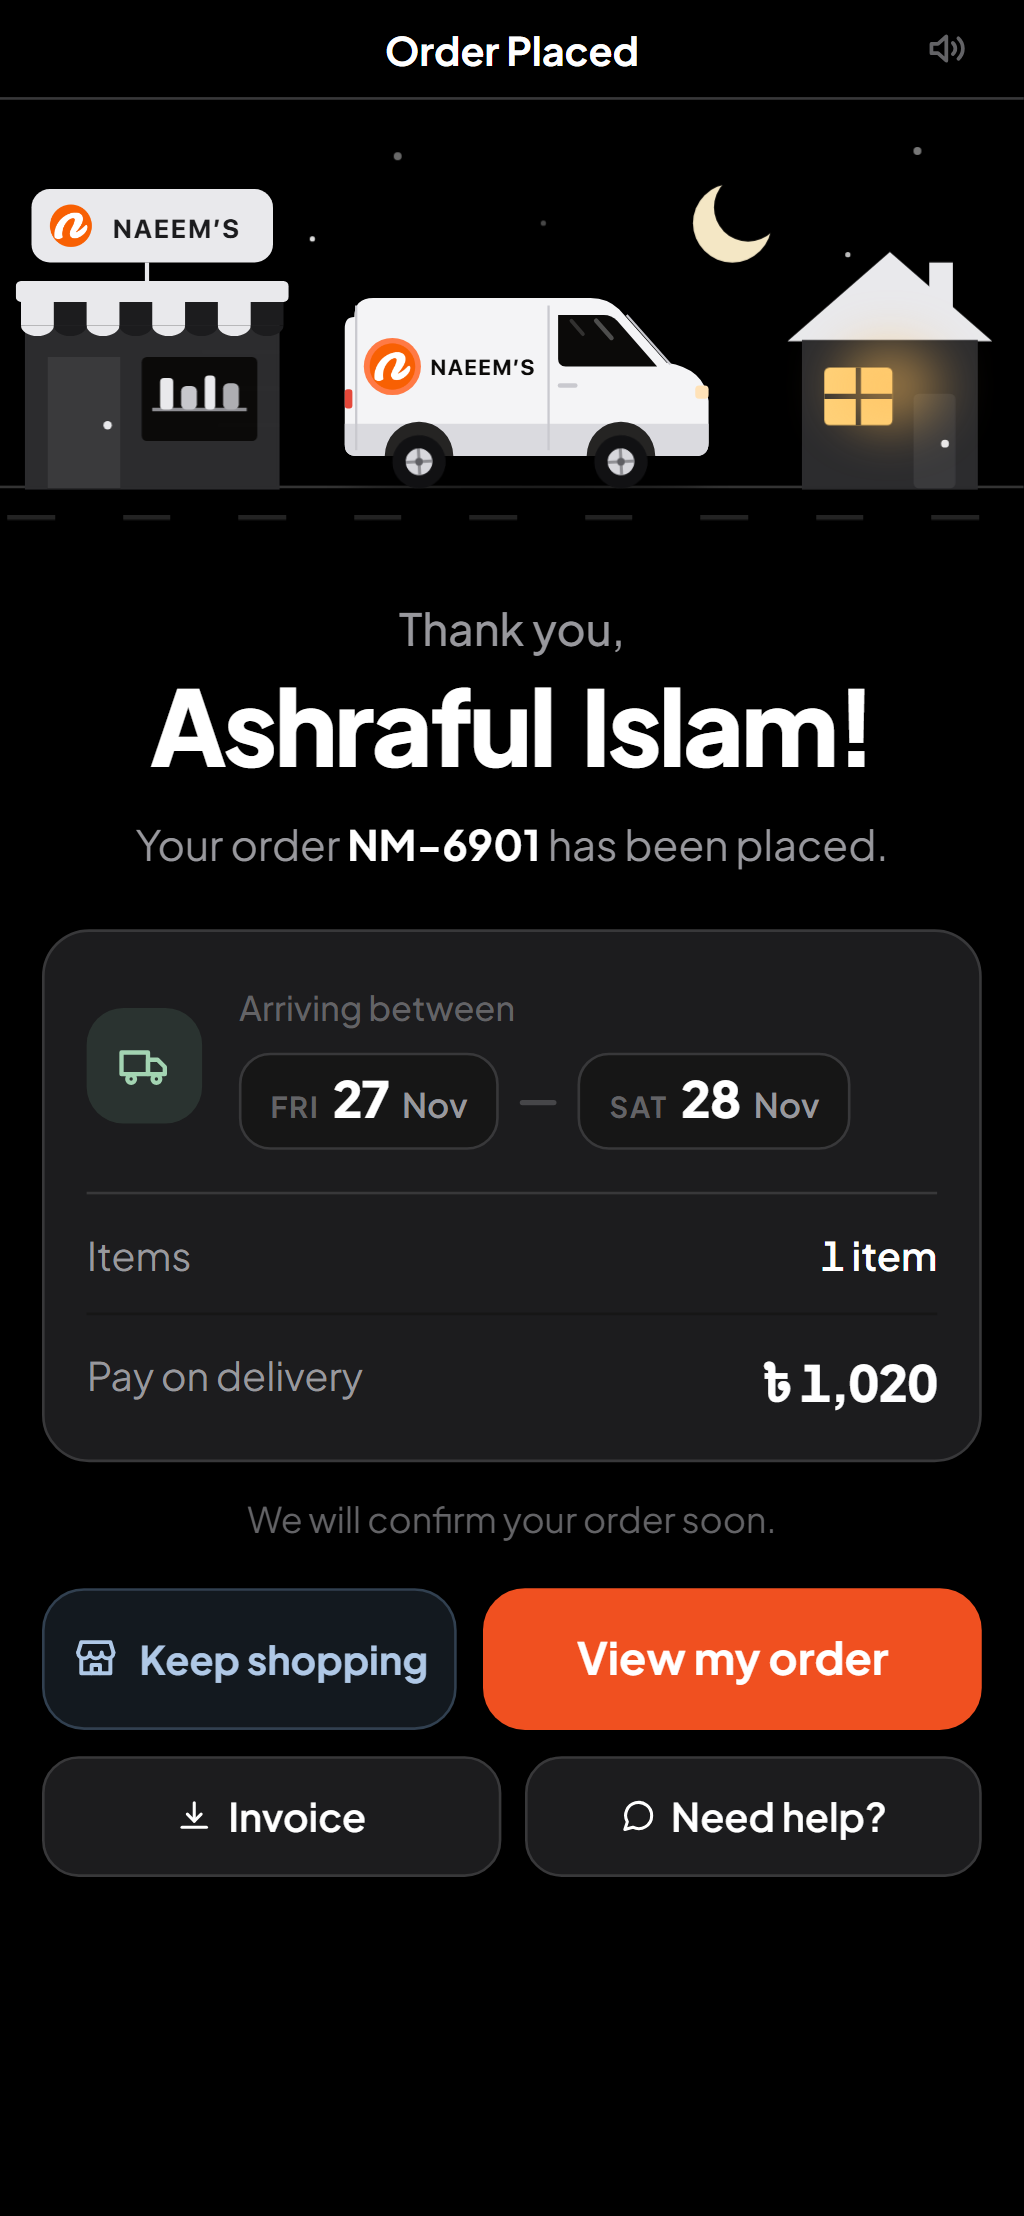 Order Placed
NAEEM'S
NAEEM'S
Thank you,
Ashraful Islam!
Your order NM-6901 has been placed.
Arriving between
FRI 27 Nov — SAT 28 Nov
Items 1 item
Pay on delivery ৳ 1,020
We will confirm your order soon.
Keep shopping View my order
Invoice Need help?